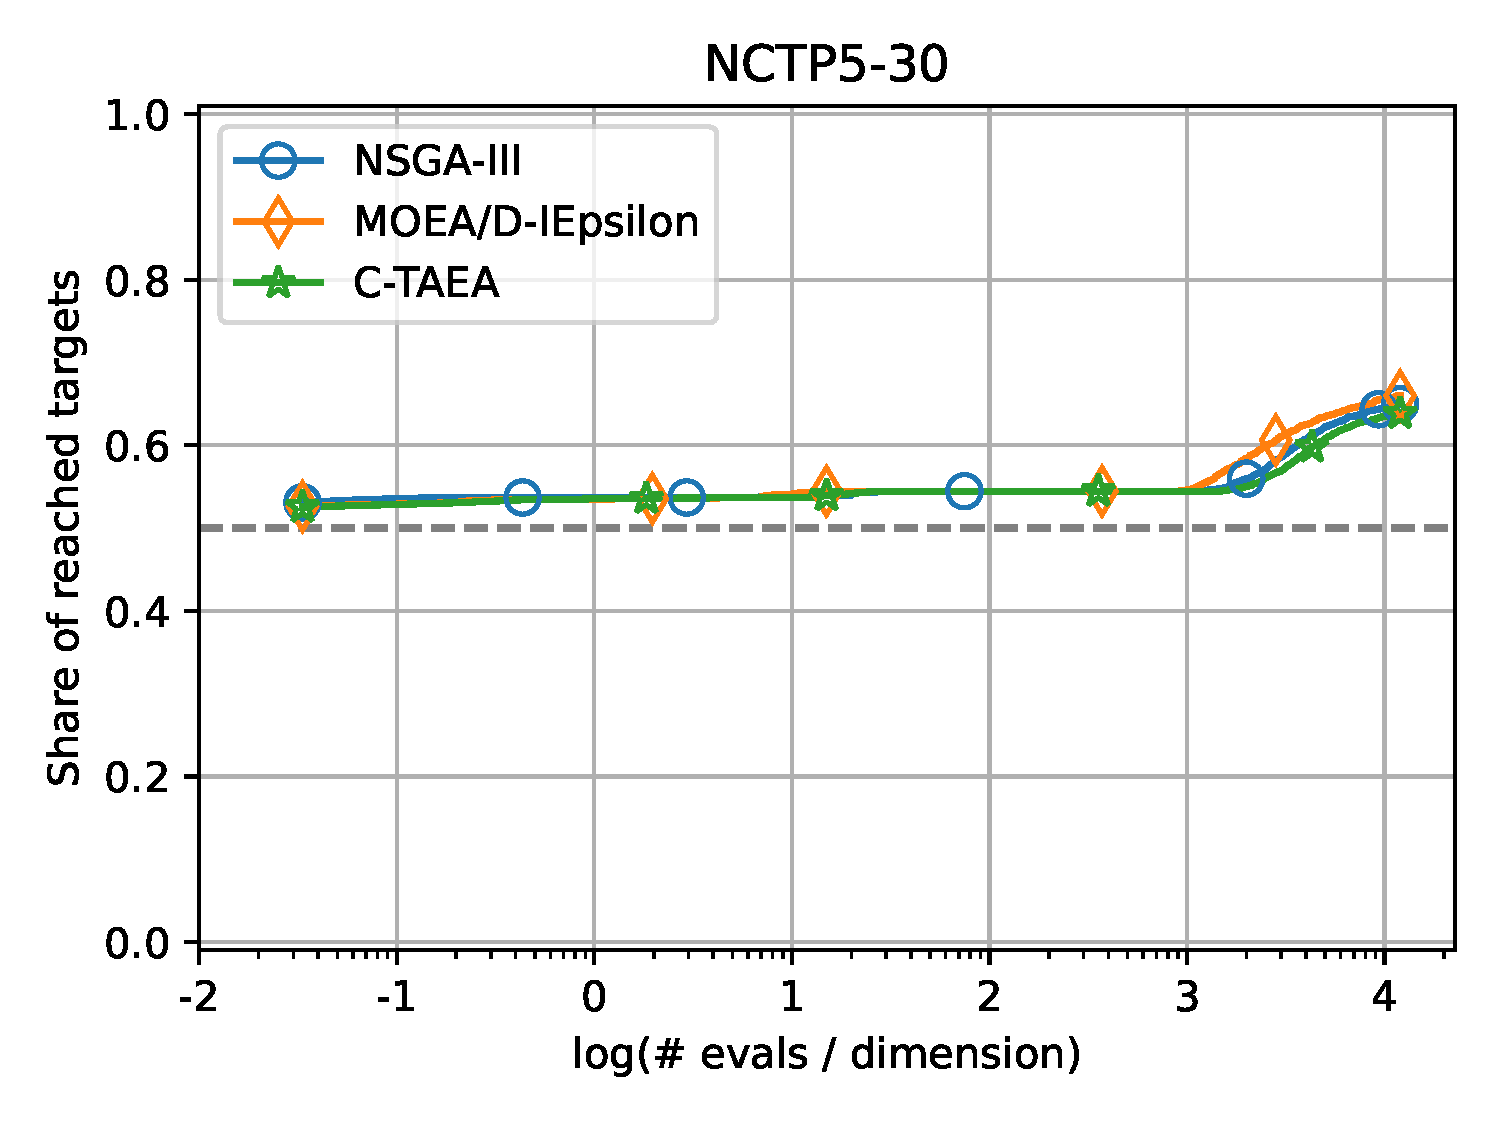 NCTP5-30
1.0
0.8
0.6
0.4
0.2
0.0
Share of reached targets
NSGA-III
MOEA/D-IEpsilon
C-TAEA
-2 -1 0 1 2 3 4
log(# evals / dimension)